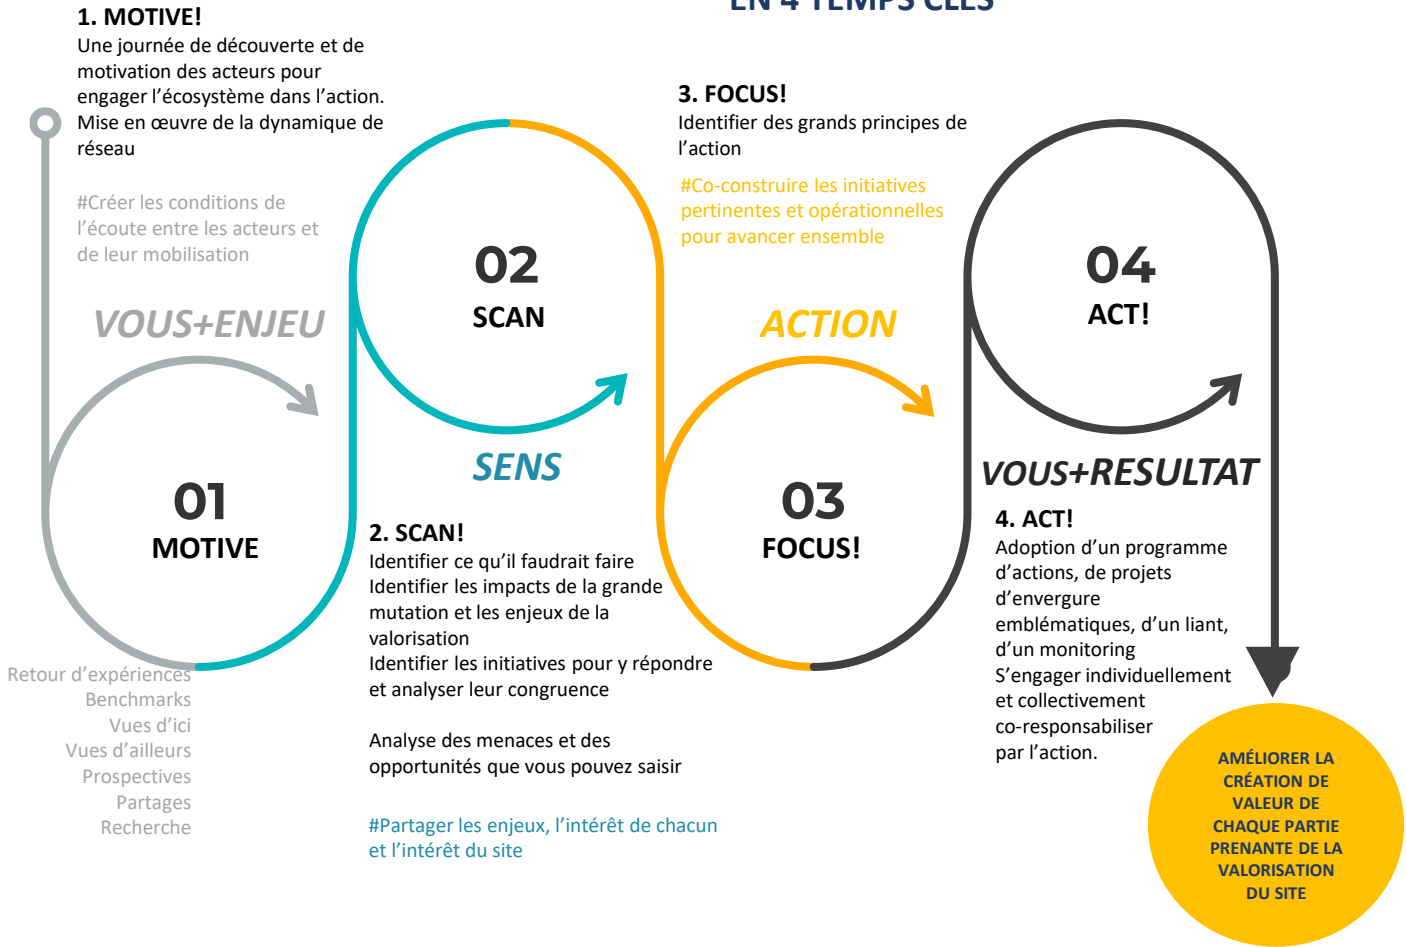 EN 4 TEMPS CLÉS
1. MOTIVE!
Une journée de découverte et de
motivation des acteurs pour
engager l’écosystème dans l’action.
Mise en œuvre de la dynamique de
réseau
#Créer les conditions de
l’écoute entre les acteurs et
de leur mobilisation
VOUS+ENJEU
01
MOTIVE
Retour d’expériences
Benchmarks
Vues d’ici
Vues d’ailleurs
Prospectives
Partages
Recherche
02
SCAN
SENS
2. SCAN!
Identifier ce qu’il faudrait faire
Identifier les impacts de la grande
mutation et les enjeux de la
valorisation
Identifier les initiatives pour y répondre
et analyser leur congruence
Analyse des menaces et des
opportunités que vous pouvez saisir
#Partager les enjeux, l’intérêt de chacun
et l’intérêt du site
3. FOCUS!
Identifier des grands principes de
l’action
#Co-construire les initiatives
pertinentes et opérationnelles
pour avancer ensemble
ACTION
03
FOCUS!
04
ACT!
VOUS+RESULTAT
4. ACT!
Adoption d’un programme
d’actions, de projets
d’envergure
emblématiques, d’un liant,
d’un monitoring
S’engager individuellement
et collectivement
co-responsabiliser
par l’action.
AMÉLIORER LA
CRÉATION DE
VALEUR DE
CHAQUE PARTIE
PRENANTE DE LA
VALORISATION
DU SITE